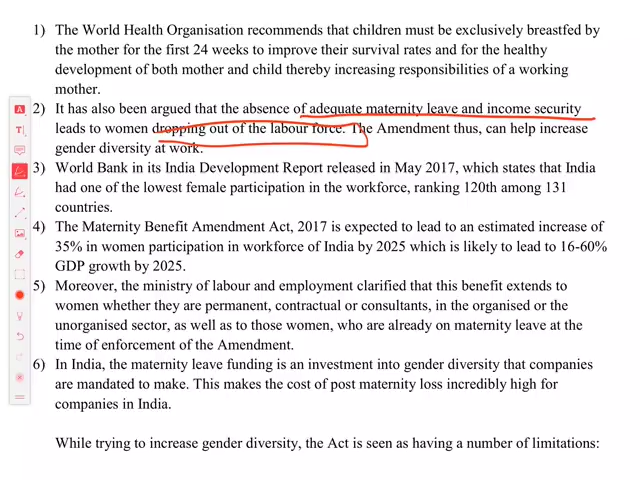 1) The World Health Organisation recommends that children must be exclusively breastfed by
the mother for the first 24 weeks to improve their survival rates and for the healthy
development of both mother and child thereby increasing responsibilities of a working
mother.
2) It has also been argued that the absence of adequate maternity leave and income security
leads to women dropping out of the labour force. The Amendment thus, can help increase
gender diversity at work.
3) World Bank in its India Development Report released in May 2017, which states that India
had one of the lowest female participation in the workforce, ranking 120th among 131
countries.
4) The Maternity Benefit Amendment Act, 2017 is expected to lead to an estimated increase of
35% in women participation in workforce of India by 2025 which is likely to lead to 16-60%
GDP growth by 2025.
5) Moreover, the ministry of labour and employment clarified that this benefit extends to
women whether they are permanent, contractual or consultants, in the organised or the
unorganised sector, as well as to those women, who are already on maternity leave at the
time of enforcement of the Amendment.
6) In India, the maternity leave funding is an investment into gender diversity that companies
are mandated to make. This makes the cost of post maternity loss incredibly high for
companies in India.
While trying to increase gender diversity, the Act is seen as having a number of limitations: